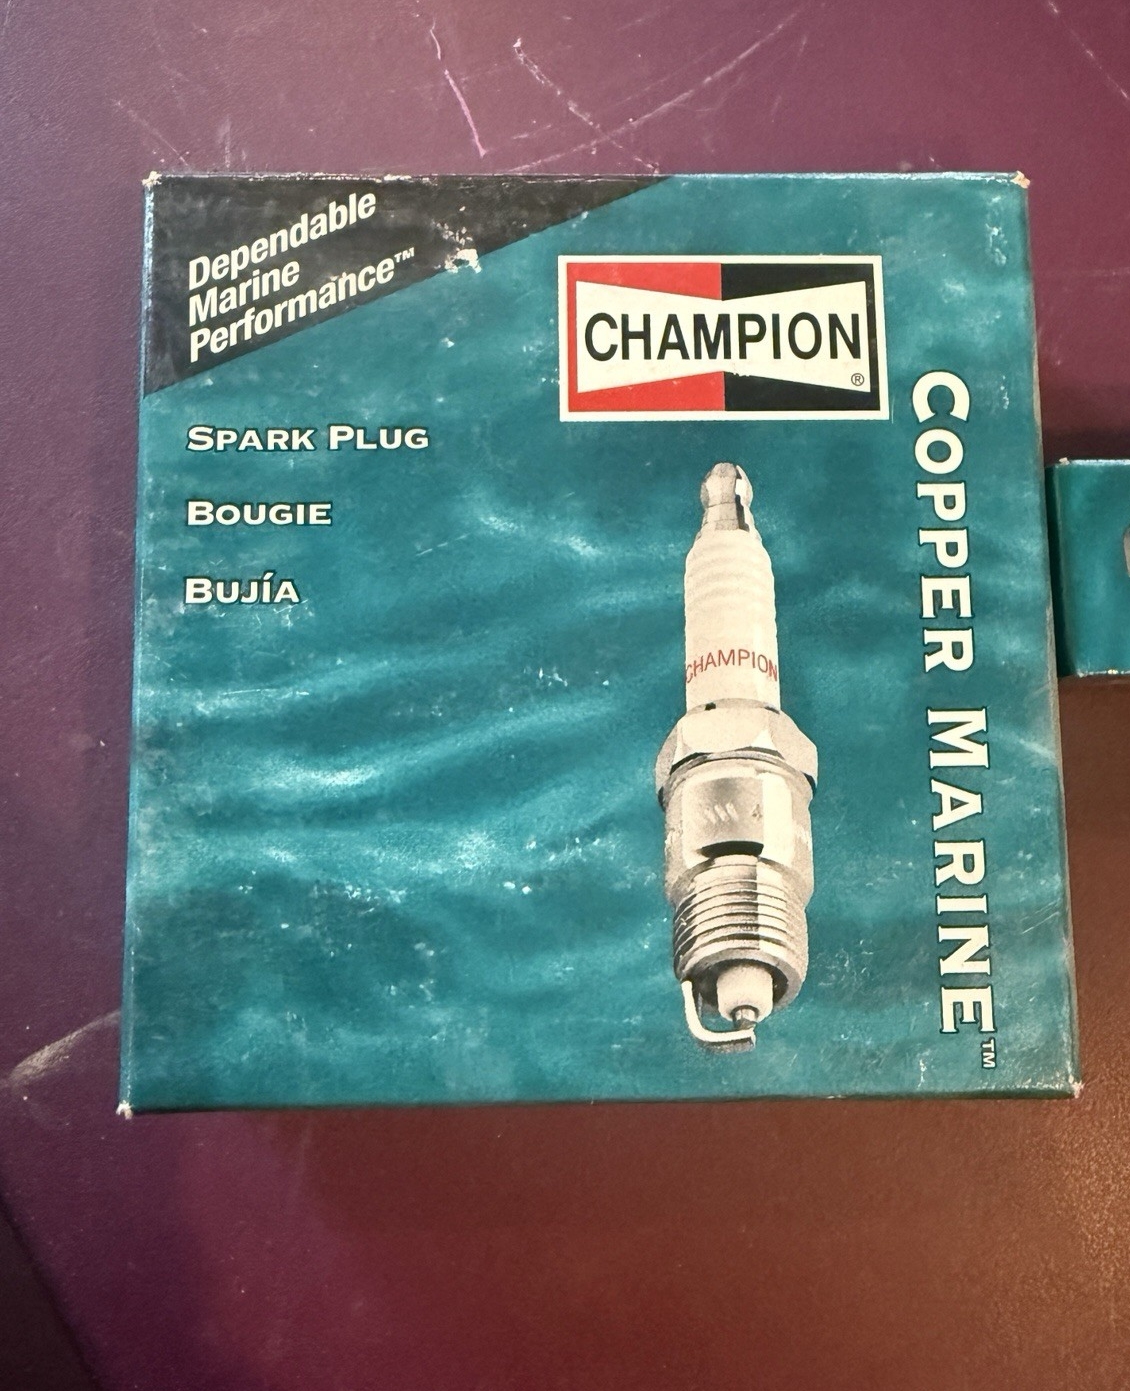 Dependable
Marine
Performance™
CHAMPION
®
SPARK PLUG
BOUGIE
BUJÍA
COPPER MARINE™
CHAMPION